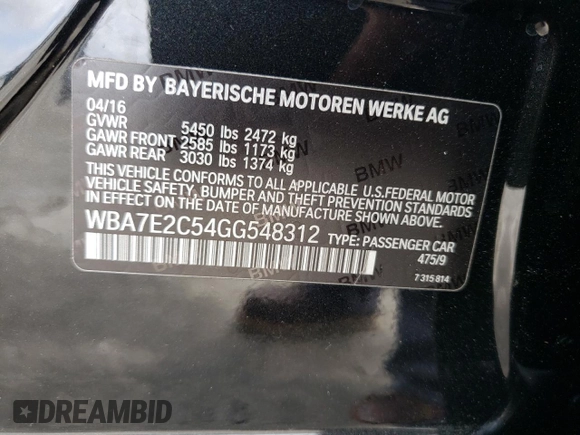 MFD BY BAYERISCHE MOTOREN WERKE AG
04/16
GVWR 5450 lbs 2472 kg
GAWR FRONT 2585 lbs 1173 kg
GAWR REAR 3030 lbs 1374 kg
THIS VEHICLE CONFORMS TO ALL APPLICABLE U.S.FEDERAL MOTOR
VEHICLE SAFETY, BUMPER AND THEFT PREVENTION STANDARDS
IN EFFECT ON THE DATE OF MANUFACTURE SHOWN ABOVE.
WBA7E2C54GG548312 TYPE: PASSENGER CAR
475/9
7 315 814
DREAMBID